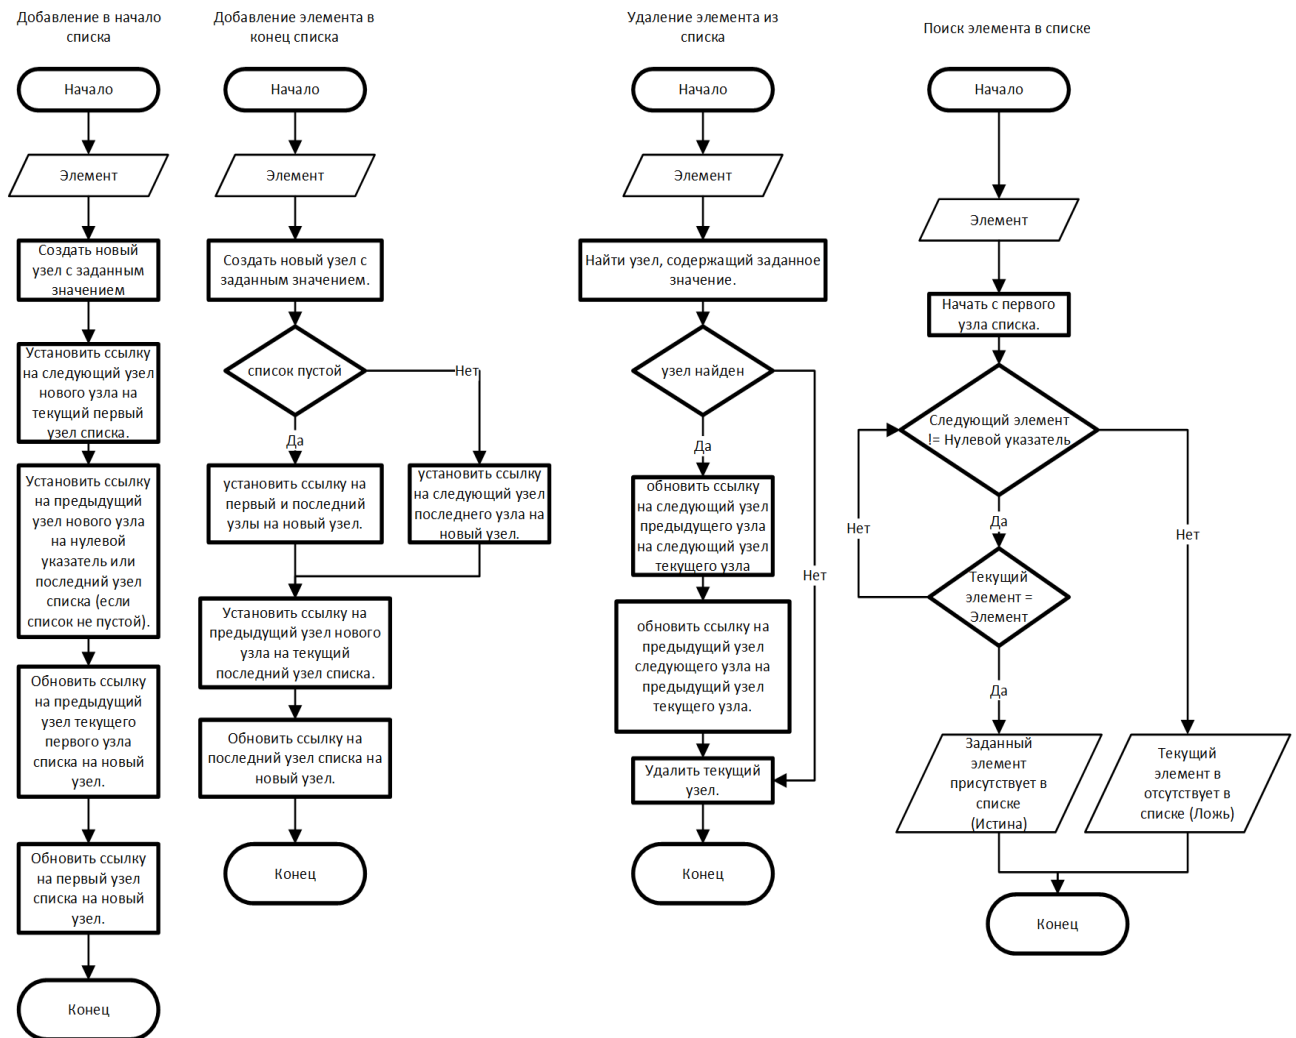 Добавление в начало
списка
Начало
Элемент
Создать новый
узел с заданным
значением
Установить ссылку
на следующий узел
нового узла на
текущий первый
узел списка.
Установить ссылку
на предыдущий
узел нового узла
на нулевой
указатель или
последний узел
списка (если
список не пустой).
Обновить ссылку
на предыдущий
узел текущего
первого узла
списка на новый
узел.
Обновить ссылку
на первый узел
списка на новый
узел.
Конец
Добавление элемента в
конец списка
Начало
Элемент
Создать новый узел с
заданным значением.
список пустой
Нет
Да
установить ссылку на
первый и последний
узлы на новый узел.
установить ссылку
на следующий узел
последнего узла на
новый узел.
Установить ссылку на
предыдущий узел нового
узла на текущий
последний узел списка.
Обновить ссылку на
последний узел списка на
новый узел.
Конец
Удаление элемента из
списка
Начало
Элемент
Найти узел, содержащий заданное
значение.
узел найден
Да
Нет
обновить ссылку
на следующий узел
предыдущего узла
на следующий узел
текущего узла
обновить ссылку на
предыдущий узел
следующего узла на
предыдущий узел
текущего узла.
Удалить текущий
узел.
Конец
Поиск элемента в списке
Начало
Элемент
Начать с первого
узла списка.
Следующий элемент
!= Нулевой указатель
Да
Нет
Нет
Текущий
элемент =
Элемент
Да
Заданный
элемент
присутствует в
списке
(Истина)
Текущий
элемент в
отсутствует в
списке (Ложь)
Конец